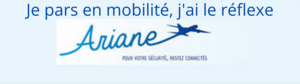 Je pars en mobilité, j'ai le réflexe
Ariane
POUR VOTRE SÉCURITÉ, RESTEZ CONNECTÉS